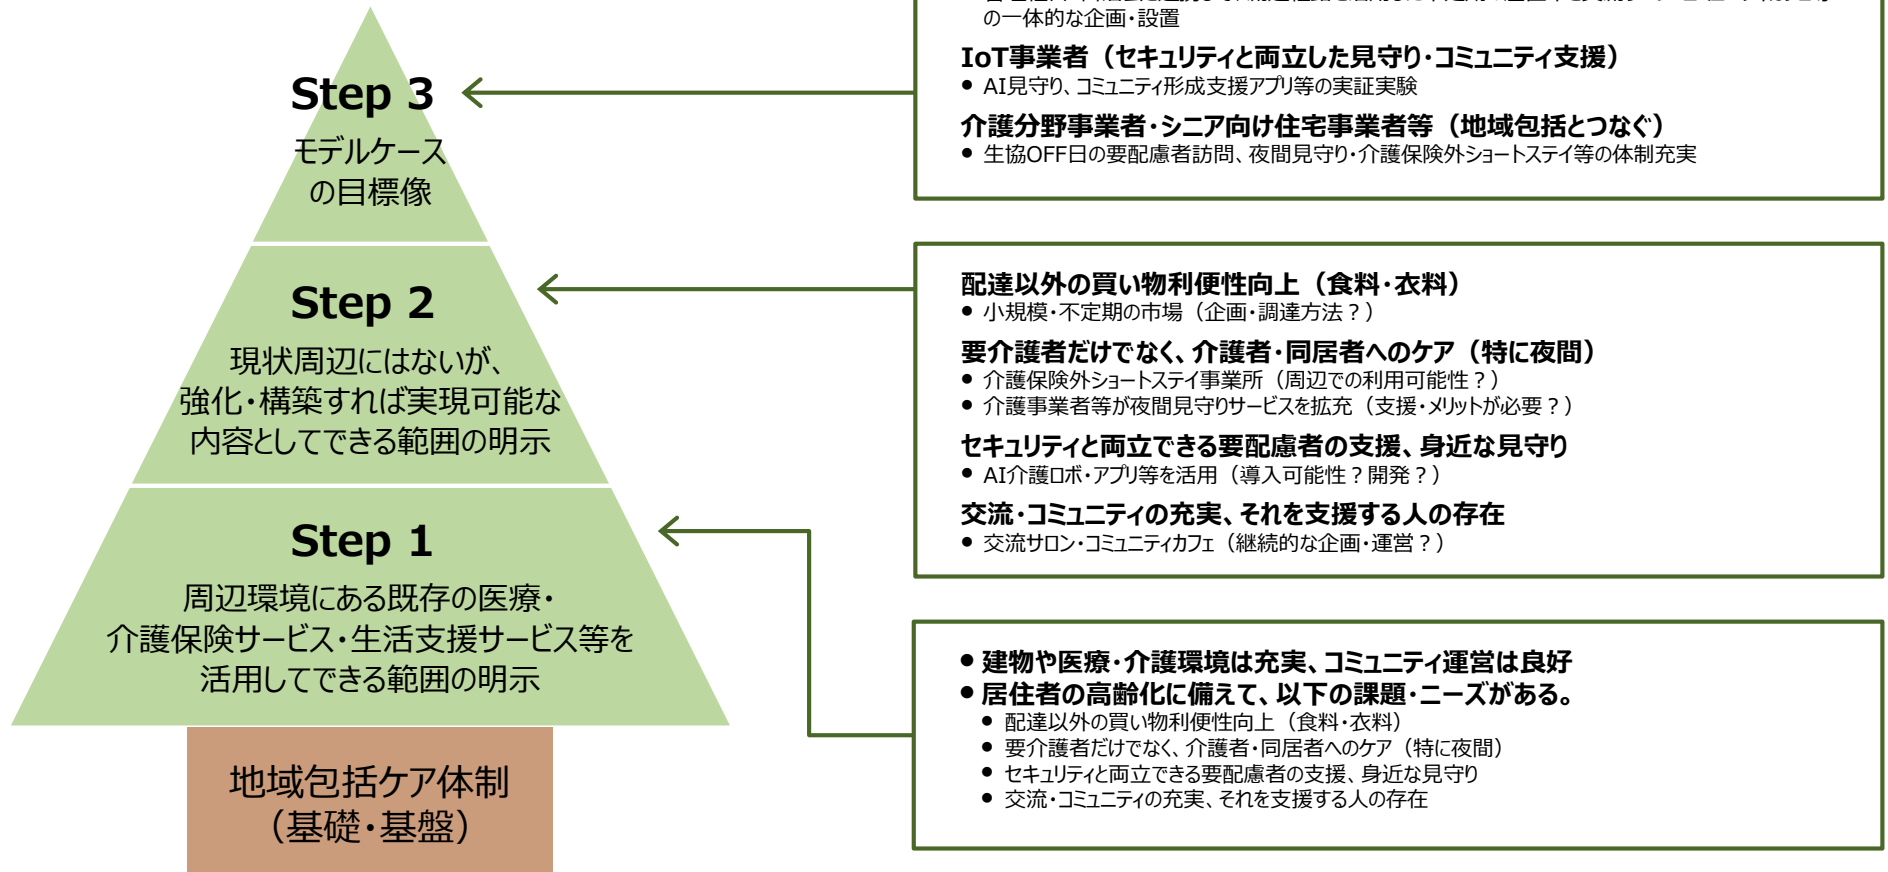 の一体的な企画・設置
IoT事業者（セキュリティと両立した見守り・コミュニティ支援）
● AI見守り、コミュニティ形成支援アプリ等の実証実験
介護分野事業者・シニア向け住宅事業者等（地域包括とつなぐ）
● 生協OFF日の要配慮者訪問、夜間見守り・介護保険外ショートステイ等の体制充実
Step 3
モデルケース
の目標像
配達以外の買い物利便性向上（食料・衣料）
● 小規模・不定期の市場（企画・調達方法？）
要介護者だけでなく、介護者・同居者へのケア（特に夜間）
● 介護保険外ショートステイ事業所（周辺での利用可能性？）
● 介護事業者等が夜間見守りサービスを拡充（支援・メリットが必要？）
セキュリティと両立できる要配慮者の支援、身近な見守り
● AI介護ロボ・アプリ等を活用（導入可能性？開発？）
交流・コミュニティの充実、それを支援する人の存在
● 交流サロン・コミュニティカフェ（継続的な企画・運営？）
Step 2
現状周辺にはないが、
強化・構築すれば実現可能な
内容としてできる範囲の明示
Step 1
周辺環境にある既存の医療・
介護保険サービス・生活支援サービス等を
活用してできる範囲の明示
● 建物や医療・介護環境は充実、コミュニティ運営は良好
● 居住者の高齢化に備えて、以下の課題・ニーズがある。
● 配達以外の買い物利便性向上（食料・衣料）
● 要介護者だけでなく、介護者・同居者へのケア（特に夜間）
● セキュリティと両立できる要配慮者の支援、身近な見守り
● 交流・コミュニティの充実、それを支援する人の存在
地域包括ケア体制
（基礎・基盤）